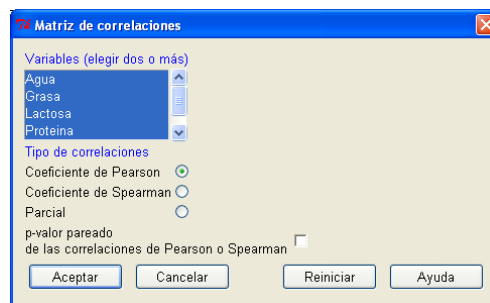 Matriz de correlaciones
Variables (elegir dos o más)
Agua
Grasa
Lactosa
Proteina
Tipo de correlaciones
Coeficiente de Pearson
Coeficiente de Spearman
Parcial
p-valor pareado
de las correlaciones de Pearson o Spearman
Aceptar Cancelar Reiniciar Ayuda